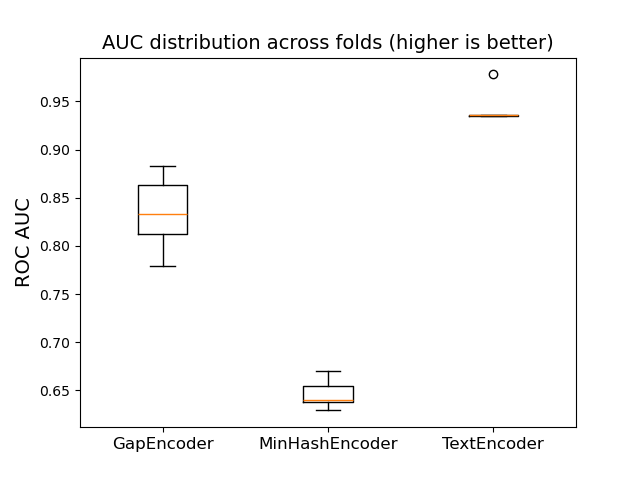 AUC distribution across folds (higher is better)
ROC AUC
0.95
0.90
0.85
0.80
0.75
0.70
0.65
GapEncoder
MinHashEncoder
TextEncoder